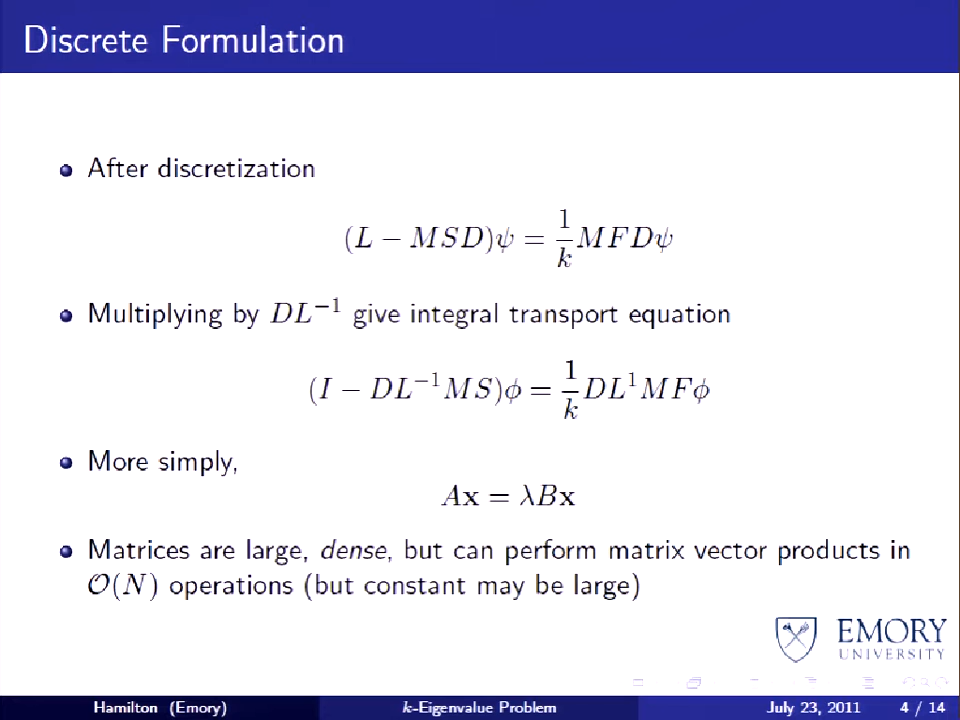 Discrete Formulation
After discretization
(L − MSD)ψ = 1/k MFDψ
Multiplying by DL⁻¹ give integral transport equation
(I − DL⁻¹MS)ϕ = 1/k DL¹MFϕ
More simply,
Ax = λBx
Matrices are large, dense, but can perform matrix vector products in
O(N) operations (but constant may be large)
EMORY
UNIVERSITY
Hamilton (Emory) k-Eigenvalue Problem July 23, 2011 4 / 14